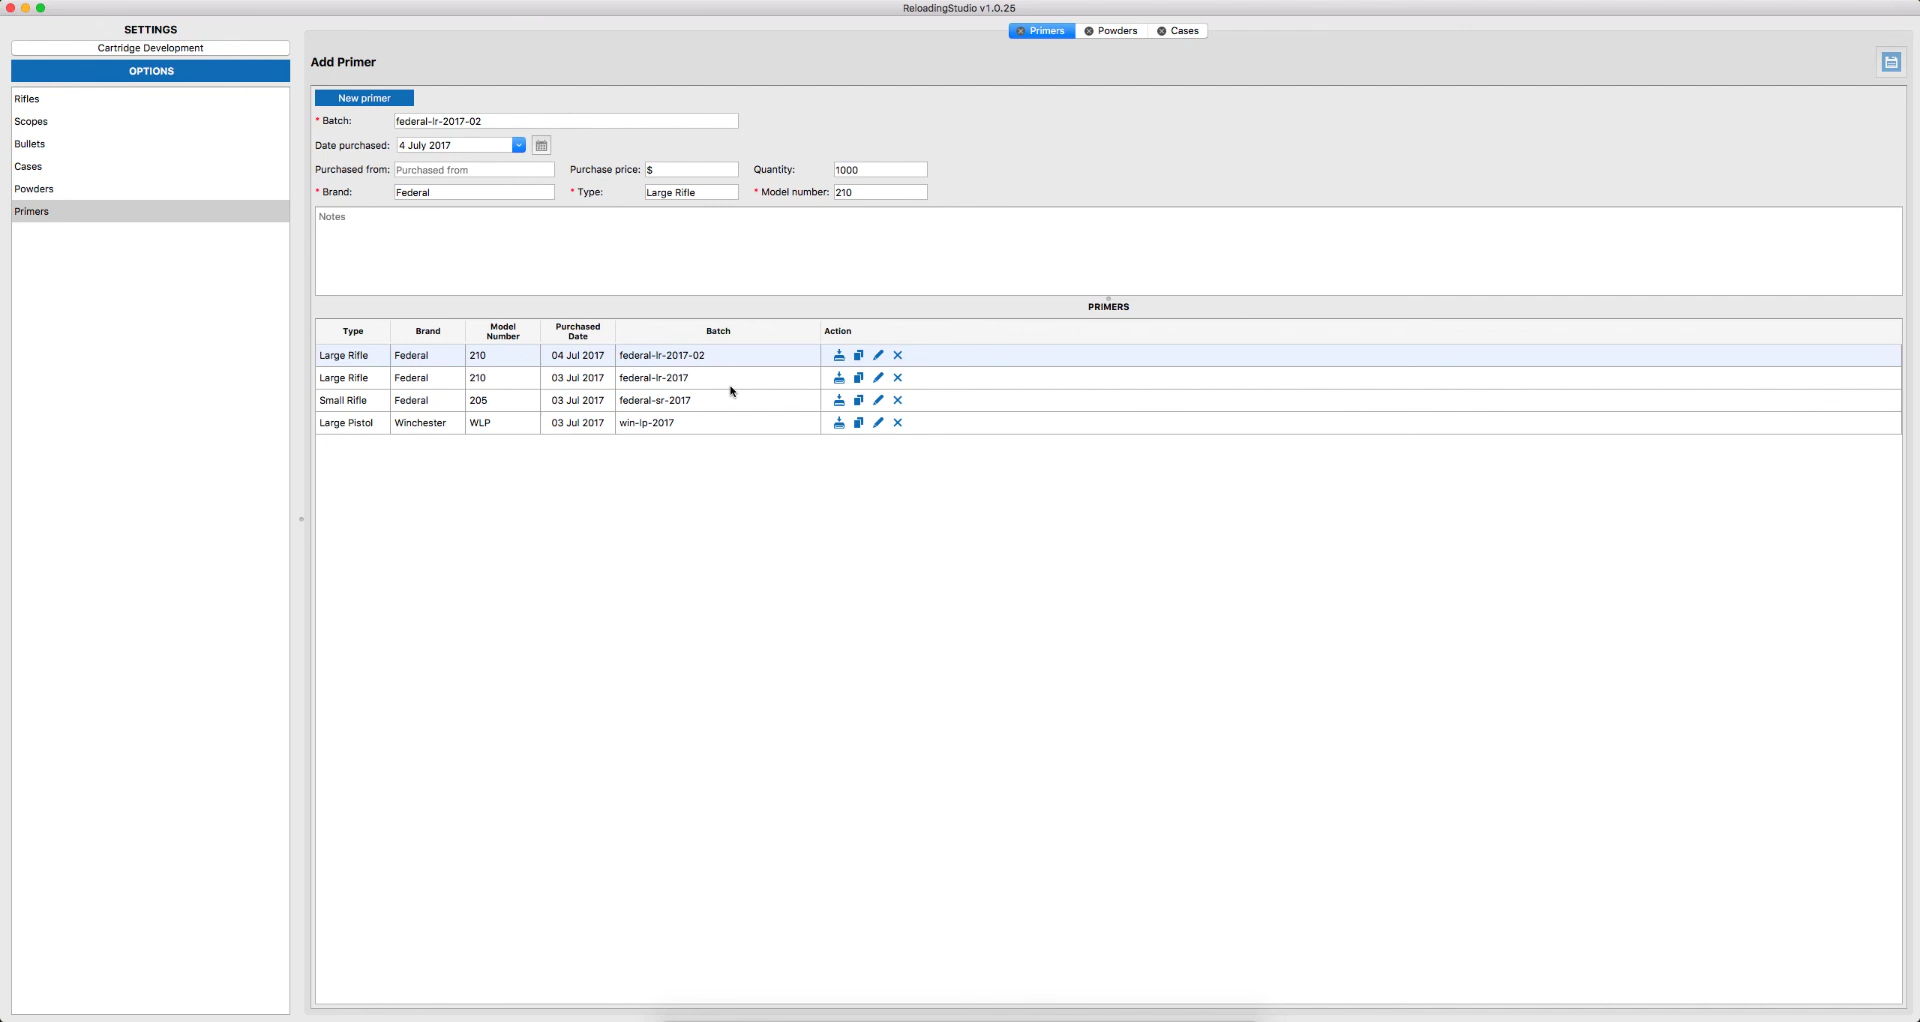 ReloadingStudio v1.0.25
SETTINGS
Cartridge Development
OPTIONS
Rifles
Scopes
Bullets
Cases
Powders
Primers
Primers Powders Cases
Add Primer
New primer
* Batch: federal-lr-2017-02
Date purchased: 4 July 2017
Purchased from: Purchased from Purchase price: $ Quantity: 1000
* Brand: Federal * Type: Large Rifle * Model number: 210
Notes
PRIMERS
Type Brand Model Number Purchased Date Batch Action
Large Rifle Federal 210 04 Jul 2017 federal-lr-2017-02
Large Rifle Federal 210 03 Jul 2017 federal-lr-2017
Small Rifle Federal 205 03 Jul 2017 federal-sr-2017
Large Pistol Winchester WLP 03 Jul 2017 win-lp-2017